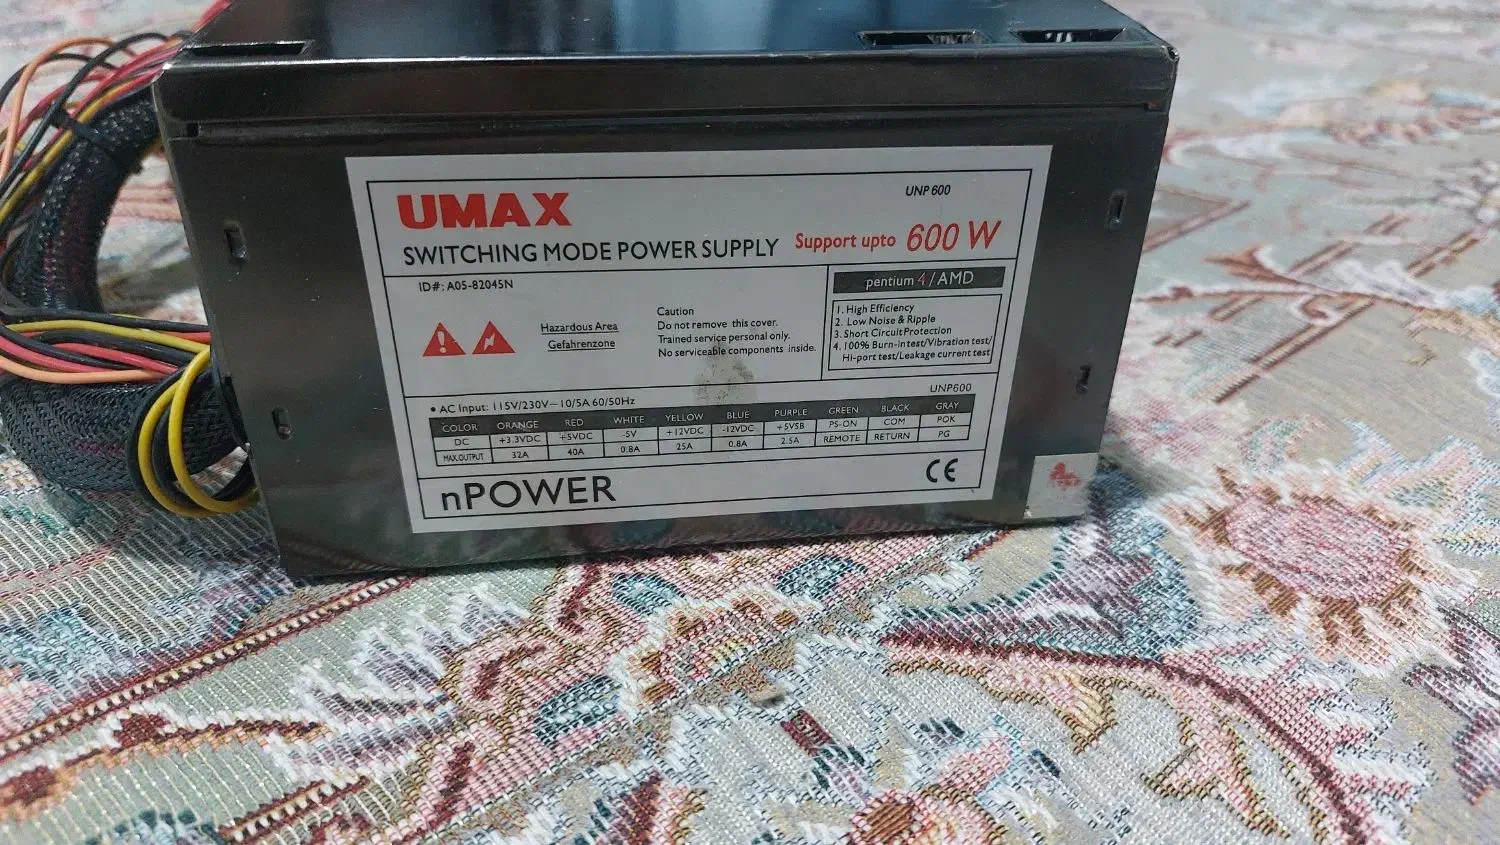 UNP 600
UMAX
SWITCHING MODE POWER SUPPLY Support upto 600 W
ID#: A05-82045N
pentium 4 / AMD
Hazardous Area
Gefahrenzone
Caution
Do not remove this cover.
Trained service personal only.
No serviceable components inside.
1. High Efficiency
2. Low Noise & Ripple
3. Short Circuit Protection
4. 100% Burn-in test/Vibration test/
Hi-port test/Leakage current test
UNP600
• AC Input: 115V/230V~10/5A 60/50Hz
COLOR ORANGE RED WHITE YELLOW BLUE PURPLE GREEN BLACK GRAY
DC +3.3VDC +5VDC -5V +12VDC -12VDC +5VSB PS-ON COM POK
MAX.OUTPUT 32A 40A 0.8A 25A 0.8A 2.5A REMOTE RETURN PG
nPOWER
CE